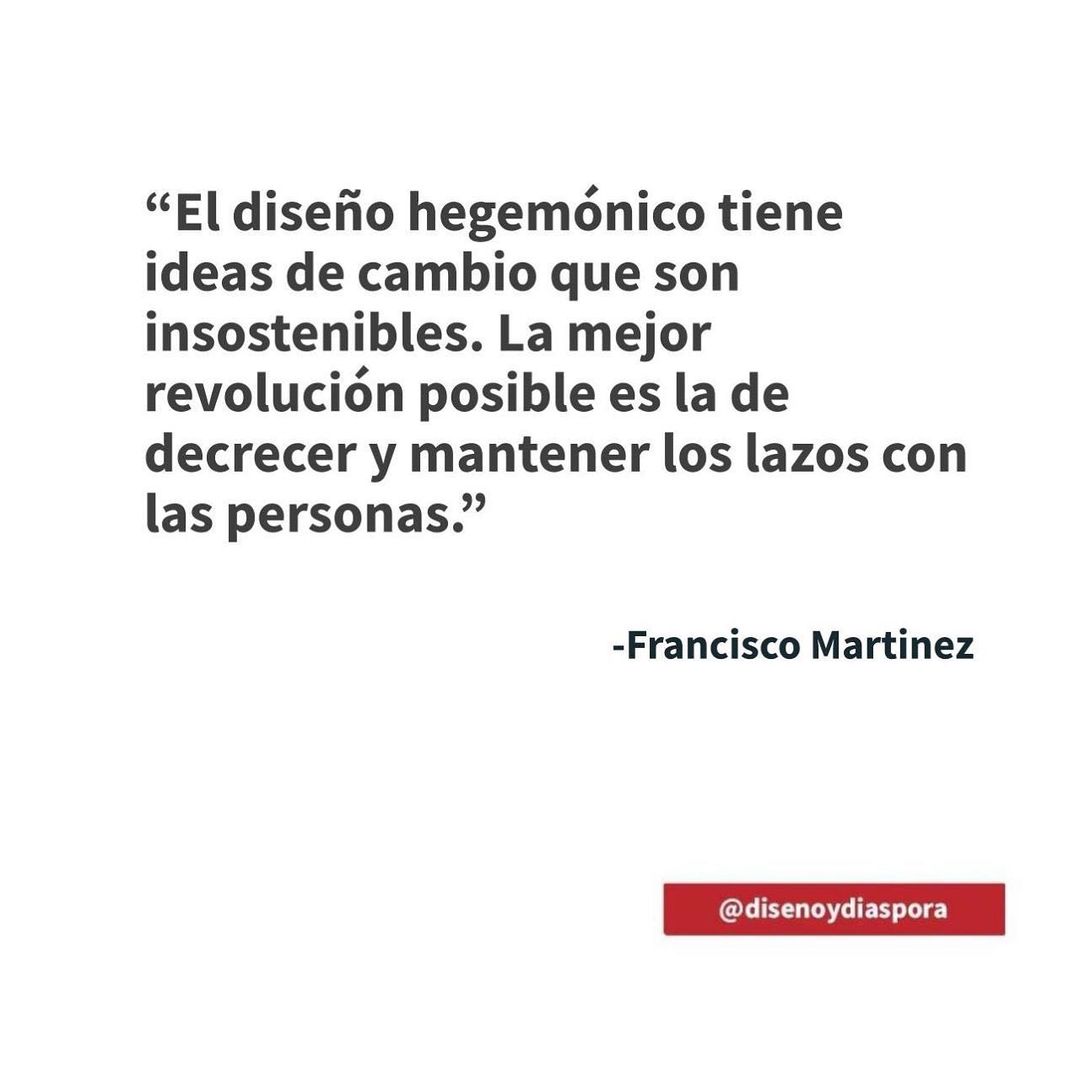 “El diseño hegemónico tiene
ideas de cambio que son
insostenibles. La mejor
revolución posible es la de
decrecer y mantener los lazos con
las personas.”
-Francisco Martinez
@disenoydiaspora